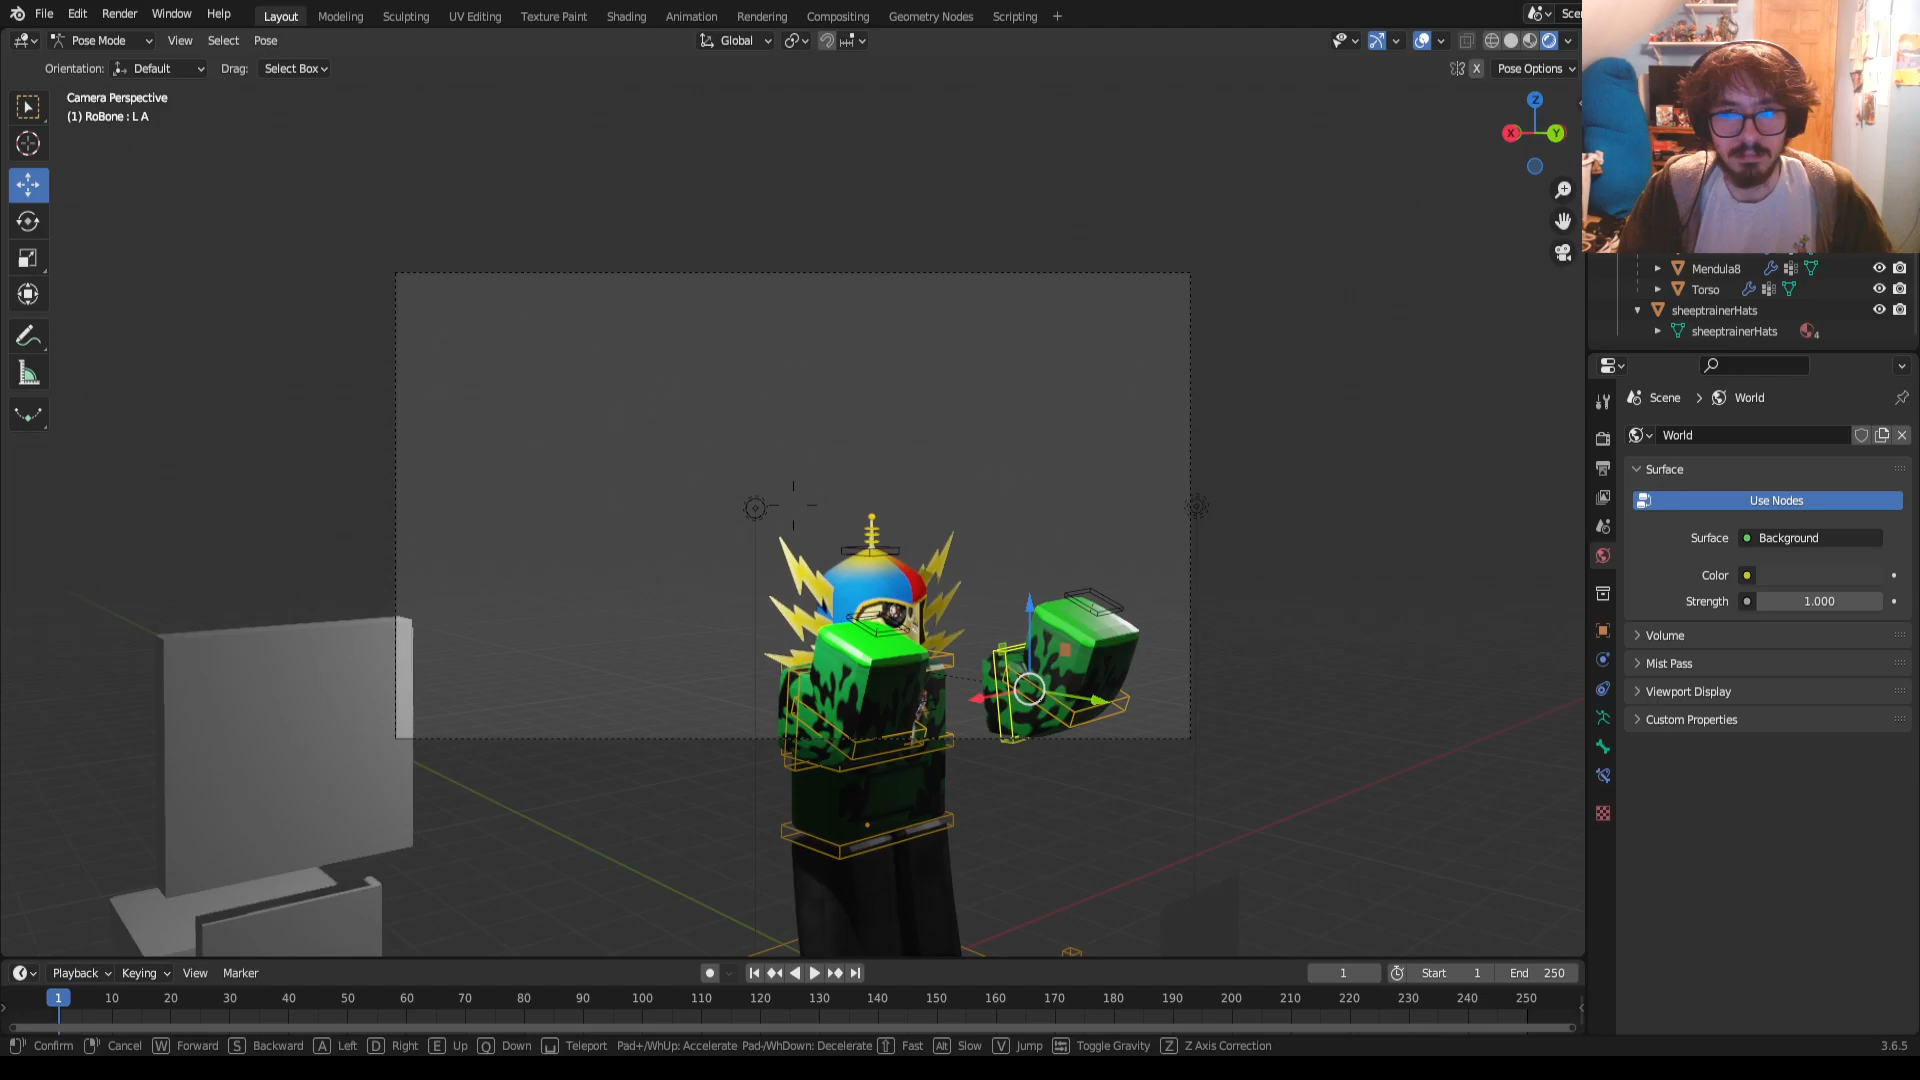 File Edit Render Window Help
Layout Modeling Sculpting UV Editing Texture Paint Shading Animation Rendering Compositing Geometry Nodes Scripting +
Pose Mode View Select Pose
Global
Orientation: Default Drag: Select Box
X Pose Options
Camera Perspective
(1) RoBone : L A
Z
X Y
Mendula8
Torso
sheeptrainerHats
sheeptrainerHats 4
Scene > World
World
Surface
Use Nodes
Surface Background
Color
Strength 1.000
Volume
Mist Pass
Viewport Display
Custom Properties
Playback Keying View Marker
1 Start 1 End 250
1 10 20 30 40 50 60 70 80 90 100 110 120 130 140 150 160 170 180 190 200 210 220 230 240 250
Confirm Cancel W Forward S Backward A Left D Right E Up Q Down Teleport Pad+/WhUp: Accelerate Pad-/WhDown: Decelerate Fast Alt Slow V Jump Toggle Gravity Z Z Axis Correction 3.6.5